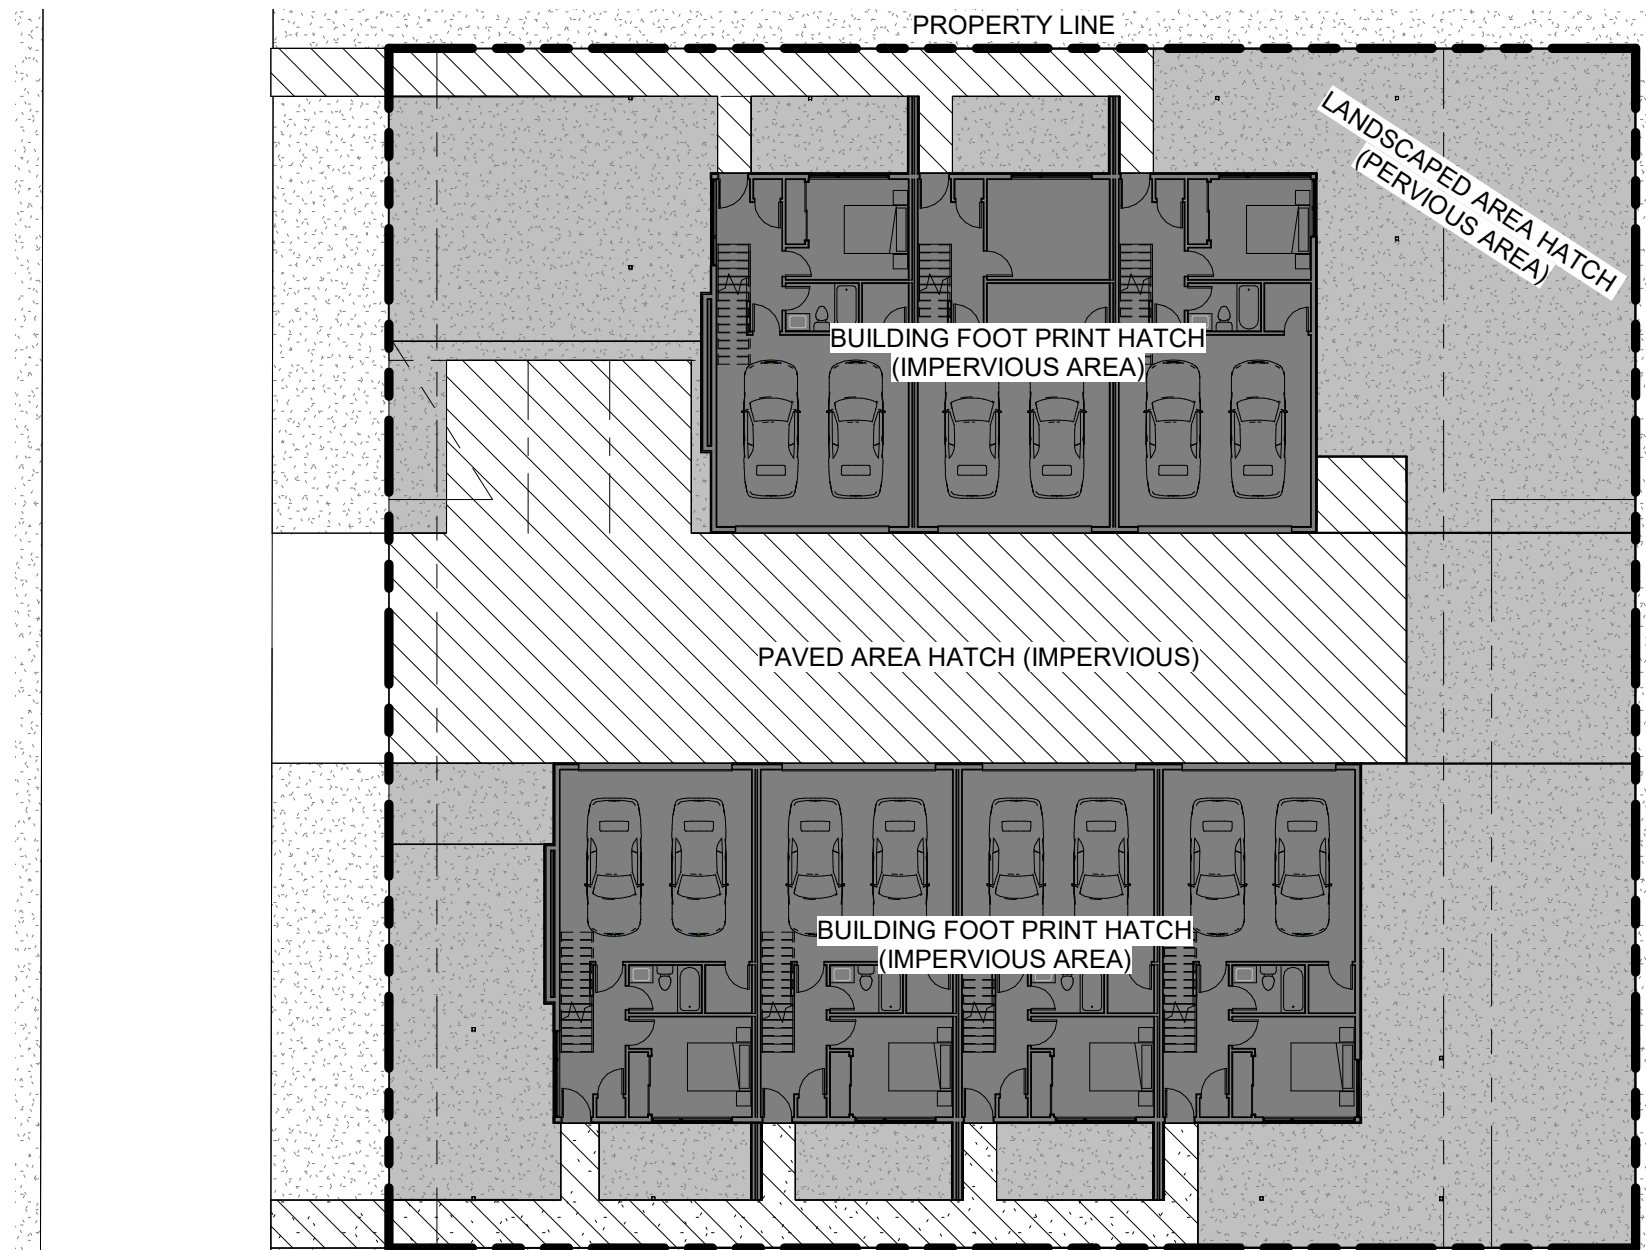 PROPERTY LINE
LANDSCAPED AREA HATCH
(PERVIOUS AREA)
BUILDING FOOT PRINT HATCH
(IMPERVIOUS AREA)
PAVED AREA HATCH (IMPERVIOUS)
BUILDING FOOT PRINT HATCH
(IMPERVIOUS AREA)